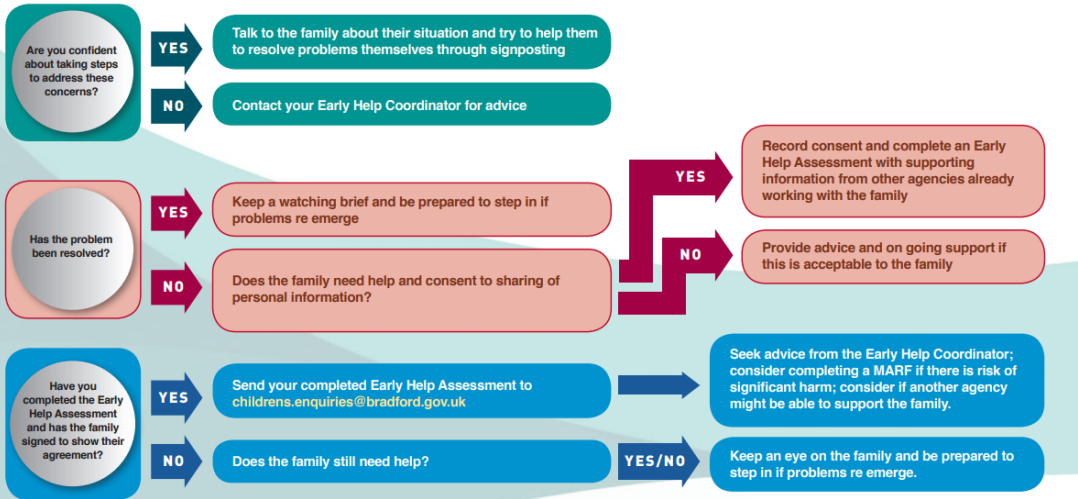 Are you confident
about taking steps
to address these
concerns?
YES
Talk to the family about their situation and try to help them
to resolve problems themselves through signposting
NO
Contact your Early Help Coordinator for advice
Has the problem
been resolved?
YES
Keep a watching brief and be prepared to step in if
problems re emerge
NO
Does the family need help and consent to sharing of
personal information?
YES
Record consent and complete an Early
Help Assessment with supporting
information from other agencies already
working with the family
NO
Provide advice and on going support if
this is acceptable to the family
Have you
completed the Early
Help Assessment
and has the family
signed to show their
agreement?
YES
Send your completed Early Help Assessment to
childrens.enquiries@bradford.gov.uk
Seek advice from the Early Help Coordinator;
consider completing a MARF if there is risk of
significant harm; consider if another agency
might be able to support the family.
NO
Does the family still need help?
YES/NO
Keep an eye on the family and be prepared to
step in if problems re emerge.